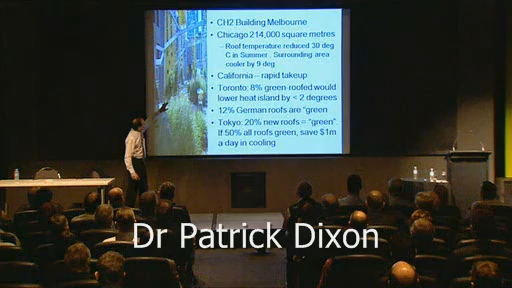 • CH2 Building Melbourne
• Chicago 214,000 square metres
– Roof temperature reduced 30 deg
C in Summer . Surrounding area
cooler by 9 deg
• California – rapid takeup
• Toronto: 8% green-roofed would
lower heat island by < 2 degrees
• 12% German roofs are "green
• Tokyo: 20% new roofs = "green".
If 50% all roofs green, save $1m
a day in cooling
Dr Patrick Dixon